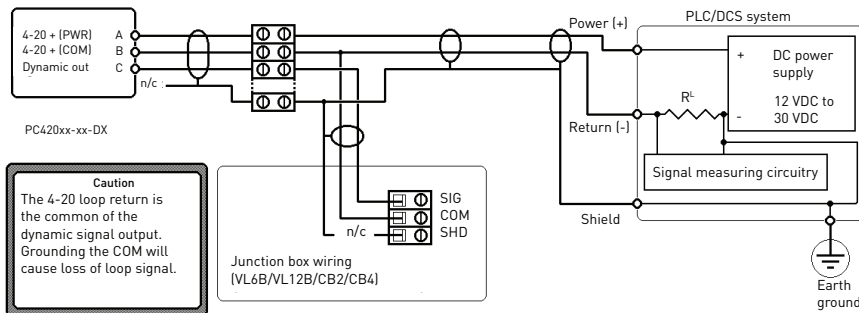 4-20 + (PWR) A
4-20 + (COM) B
Dynamic out C
n/c
PC420xx-xx-DX
Caution
The 4-20 loop return is
the common of the
dynamic signal output.
Grounding the COM will
cause loss of loop signal.
SIG
COM
n/c SHD
Junction box wiring
(VL6B/VL12B/CB2/CB4)
Power (+)
Return (-)
Shield
PLC/DCS system
+ DC power
supply
12 VDC to
- 30 VDC
RL
Signal measuring circuitry
Earth
ground